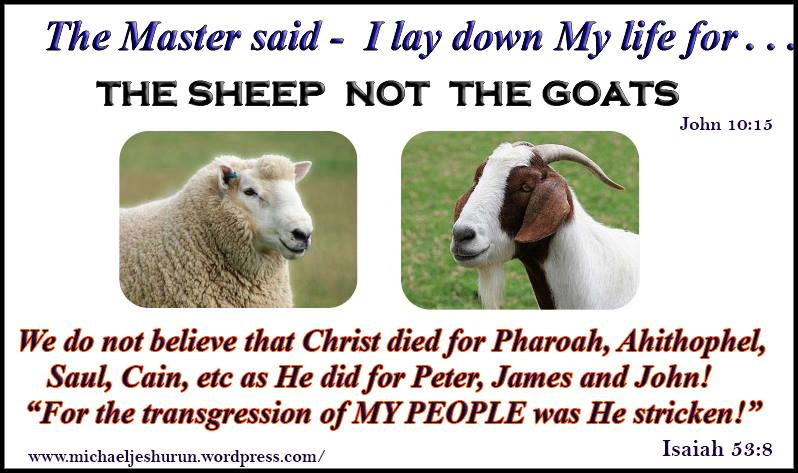 The Master said - I lay down My life for . . .
THE SHEEP NOT THE GOATS
John 10:15
We do not believe that Christ died for Pharoah, Ahithophel,
Saul, Cain, etc as He did for Peter, James and John!
“For the transgression of MY PEOPLE was He stricken!”
Isaiah 53:8
www.michaeljeshurun.wordpress.com/